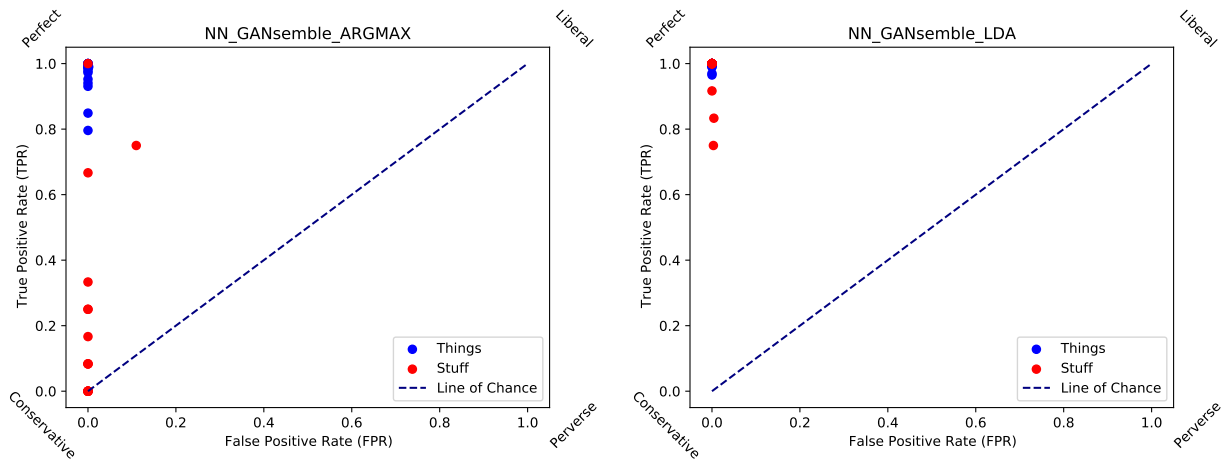 Perfect
NN_GANsemble_ARGMAX
Liberal
1.0
0.8
0.6
0.4
0.2
0.0
True Positive Rate (TPR)
Things
Stuff
Line of Chance
0.0 0.2 0.4 0.6 0.8 1.0
False Positive Rate (FPR)
Conservative
Perverse
Perfect
NN_GANsemble_LDA
Liberal
1.0
0.8
0.6
0.4
0.2
0.0
True Positive Rate (TPR)
Things
Stuff
Line of Chance
0.0 0.2 0.4 0.6 0.8 1.0
False Positive Rate (FPR)
Conservative
Perverse